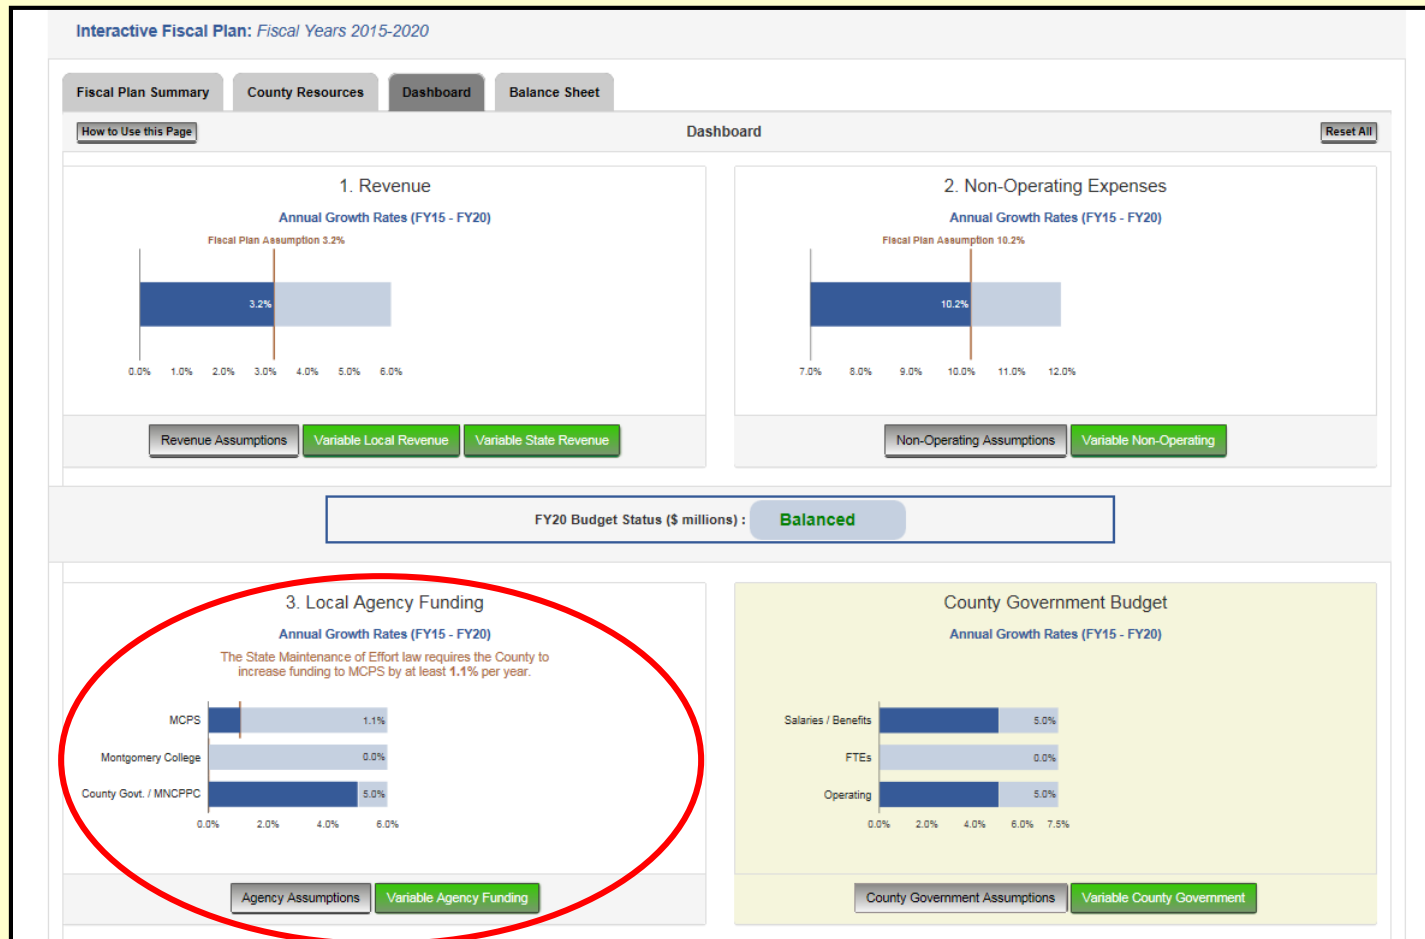 Interactive Fiscal Plan: Fiscal Years 2015-2020
Fiscal Plan Summary County Resources Dashboard Balance Sheet
How to Use this Page Dashboard Reset All
1. Revenue
Annual Growth Rates (FY15 - FY20)
Fiscal Plan Assumption 3.2%
3.2%
0.0% 1.0% 2.0% 3.0% 4.0% 5.0% 6.0%
Revenue Assumptions Variable Local Revenue Variable State Revenue
2. Non-Operating Expenses
Annual Growth Rates (FY15 - FY20)
Fiscal Plan Assumption 10.2%
10.2%
7.0% 8.0% 9.0% 10.0% 11.0% 12.0%
Non-Operating Assumptions Variable Non-Operating
FY20 Budget Status ($ millions) : Balanced
3. Local Agency Funding
Annual Growth Rates (FY15 - FY20)
The State Maintenance of Effort law requires the County to
increase funding to MCPS by at least 1.1% per year.
MCPS 1.1%
Montgomery College 0.0%
County Govt. / MNCPPC 5.0%
0.0% 2.0% 4.0% 6.0%
Agency Assumptions Variable Agency Funding
County Government Budget
Annual Growth Rates (FY15 - FY20)
Salaries / Benefits 5.0%
FTEs 0.0%
Operating 5.0%
0.0% 2.0% 4.0% 6.0% 7.5%
County Government Assumptions Variable County Government